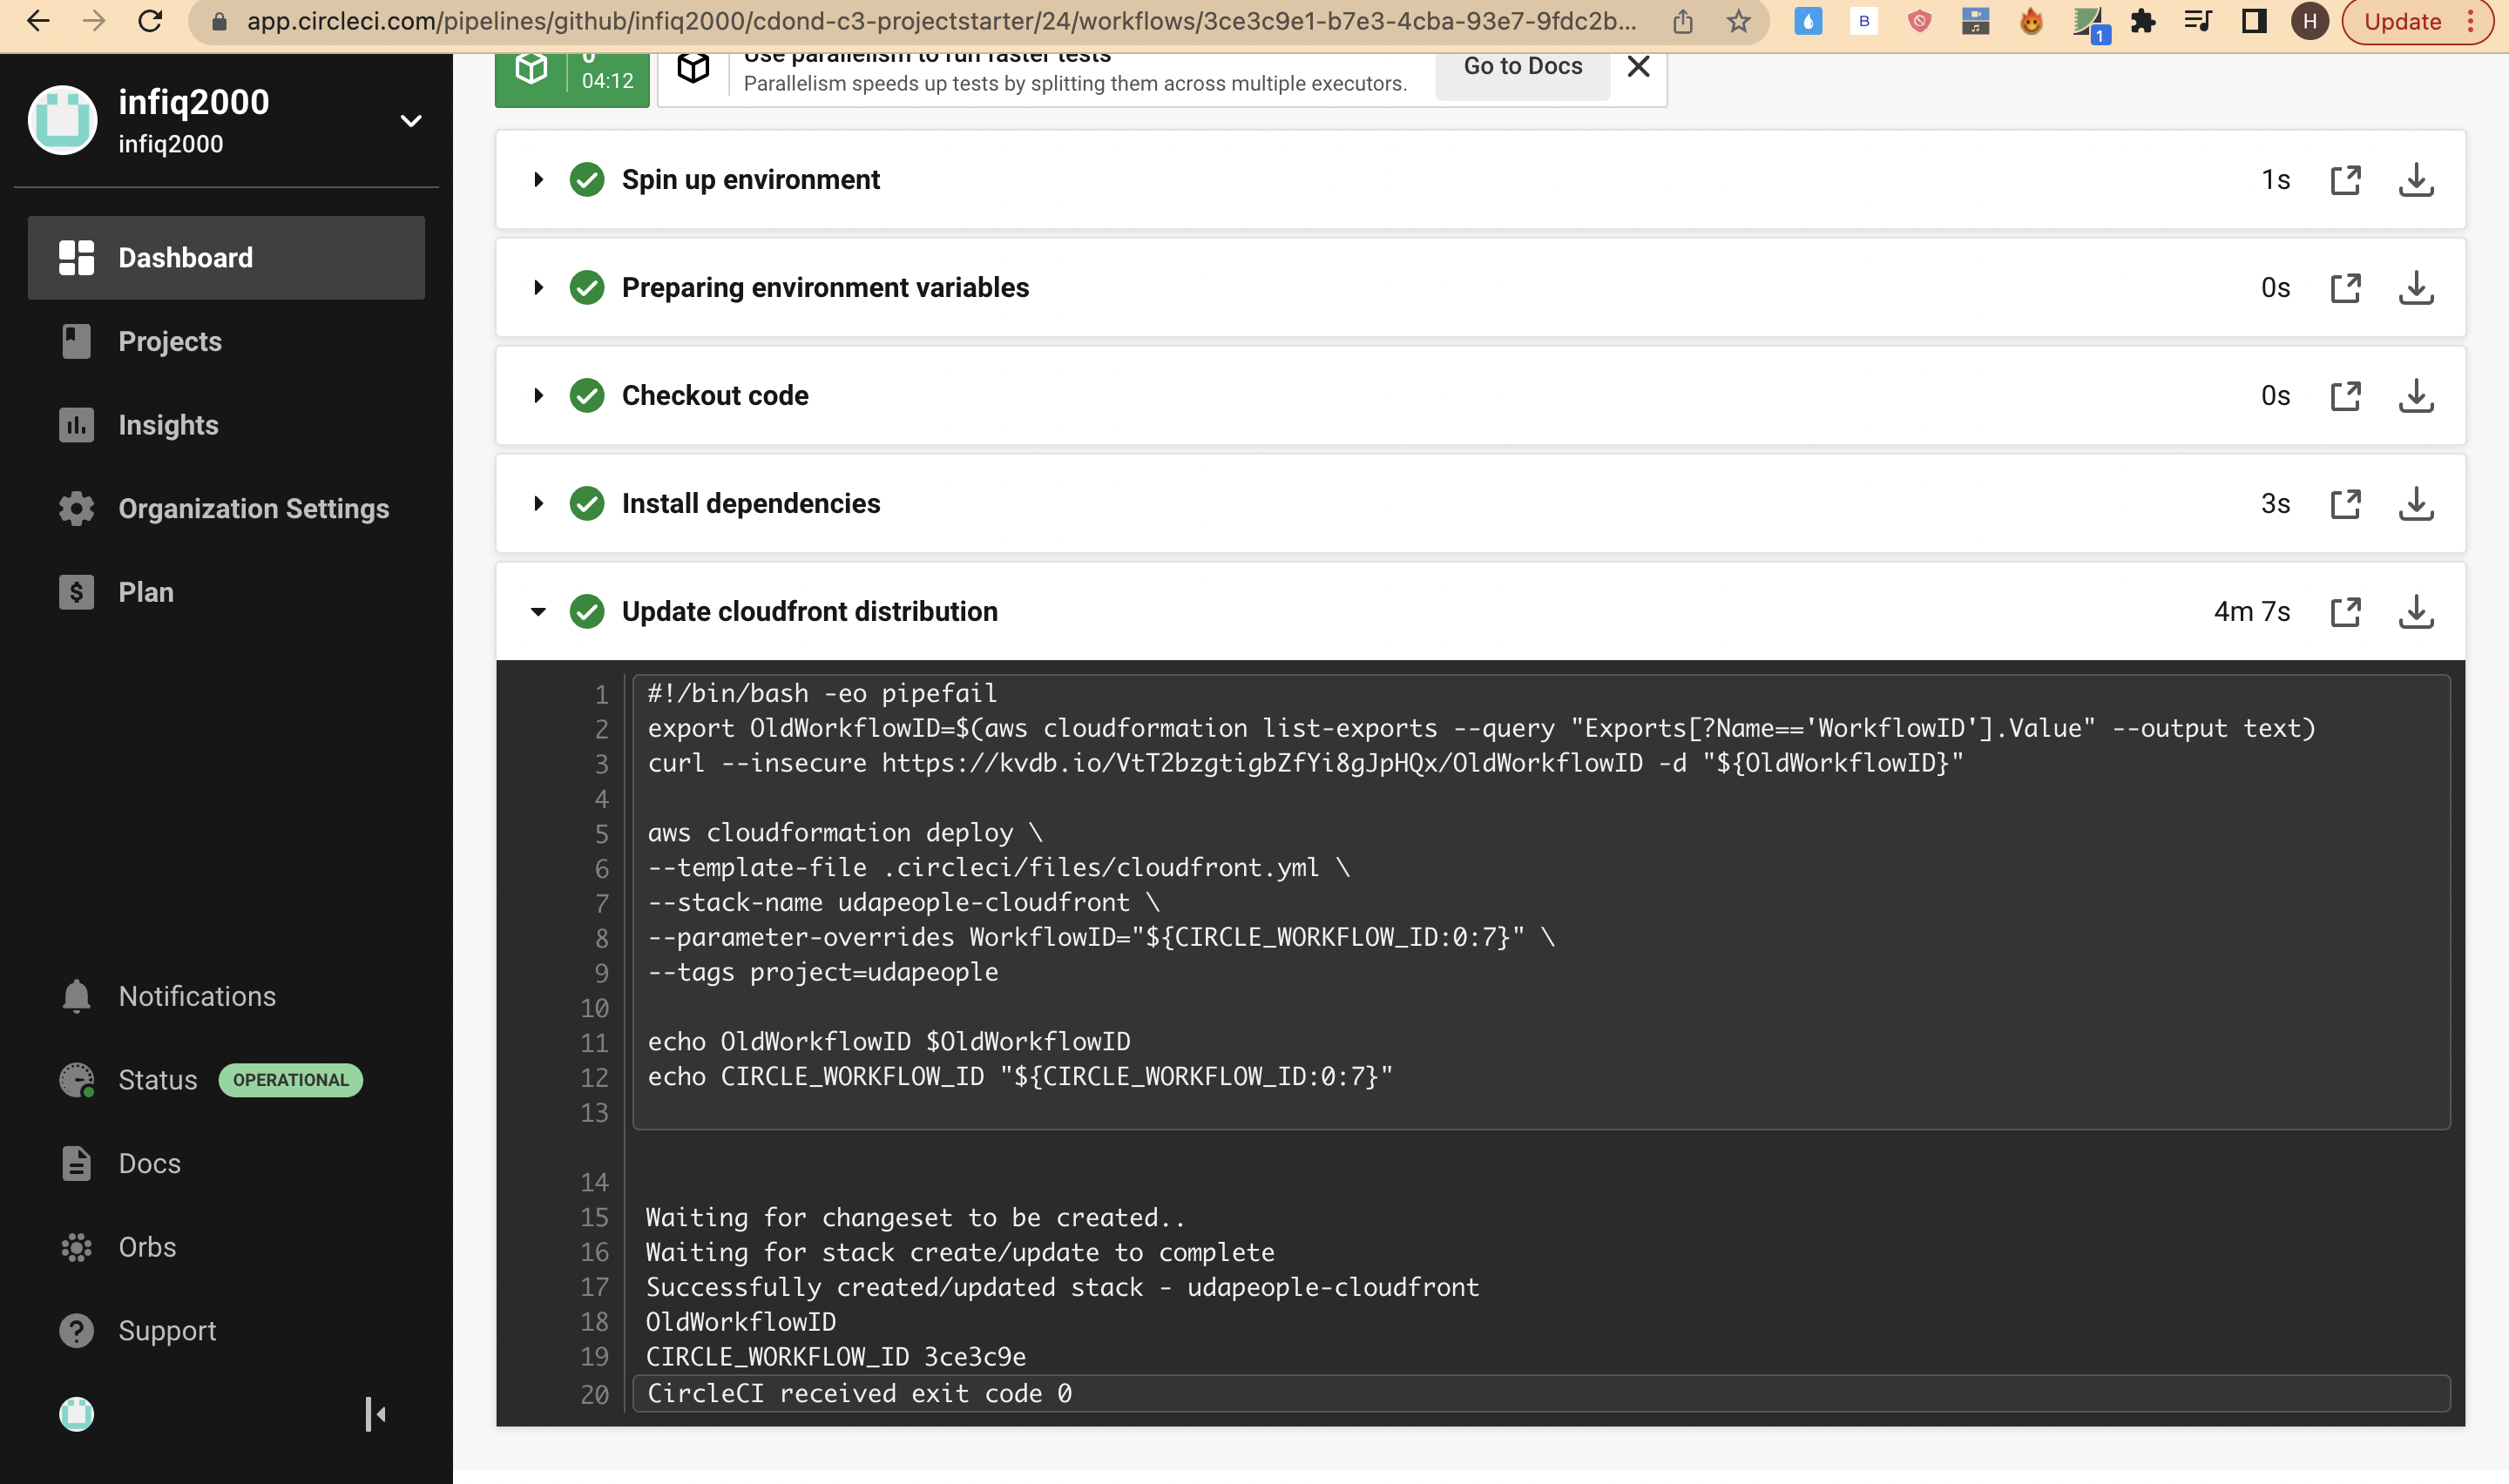 app.circleci.com/pipelines/github/infiq2000/cdond-c3-projectstarter/24/workflows/3ce3c9e1-b7e3-4cba-93e7-9fdc2b...
B
1
H
Update
infiq2000
infiq2000
Dashboard
Projects
Insights
Organization Settings
$
Plan
Notifications
Status
OPERATIONAL
Docs
Orbs
?
Support
0
04:12
Use parallelism to run faster tests
Parallelism speeds up tests by splitting them across multiple executors.
Go to Docs
Spin up environment 1s
Preparing environment variables 0s
Checkout code 0s
Install dependencies 3s
Update cloudfront distribution 4m 7s
1 #!/bin/bash -eo pipefail
2 export OldWorkflowID=$(aws cloudformation list-exports --query "Exports[?Name=='WorkflowID'].Value" --output text)
3 curl --insecure https://kvdb.io/VtT2bzgtigbZfYi8gJpHQx/OldWorkflowID -d "${OldWorkflowID}"
4
5 aws cloudformation deploy \
6 --template-file .circleci/files/cloudfront.yml \
7 --stack-name udapeople-cloudfront \
8 --parameter-overrides WorkflowID="${CIRCLE_WORKFLOW_ID:0:7}" \
9 --tags project=udapeople
10
11 echo OldWorkflowID $OldWorkflowID
12 echo CIRCLE_WORKFLOW_ID "${CIRCLE_WORKFLOW_ID:0:7}"
13
14
15 Waiting for changeset to be created..
16 Waiting for stack create/update to complete
17 Successfully created/updated stack - udapeople-cloudfront
18 OldWorkflowID
19 CIRCLE_WORKFLOW_ID 3ce3c9e
20 CircleCI received exit code 0